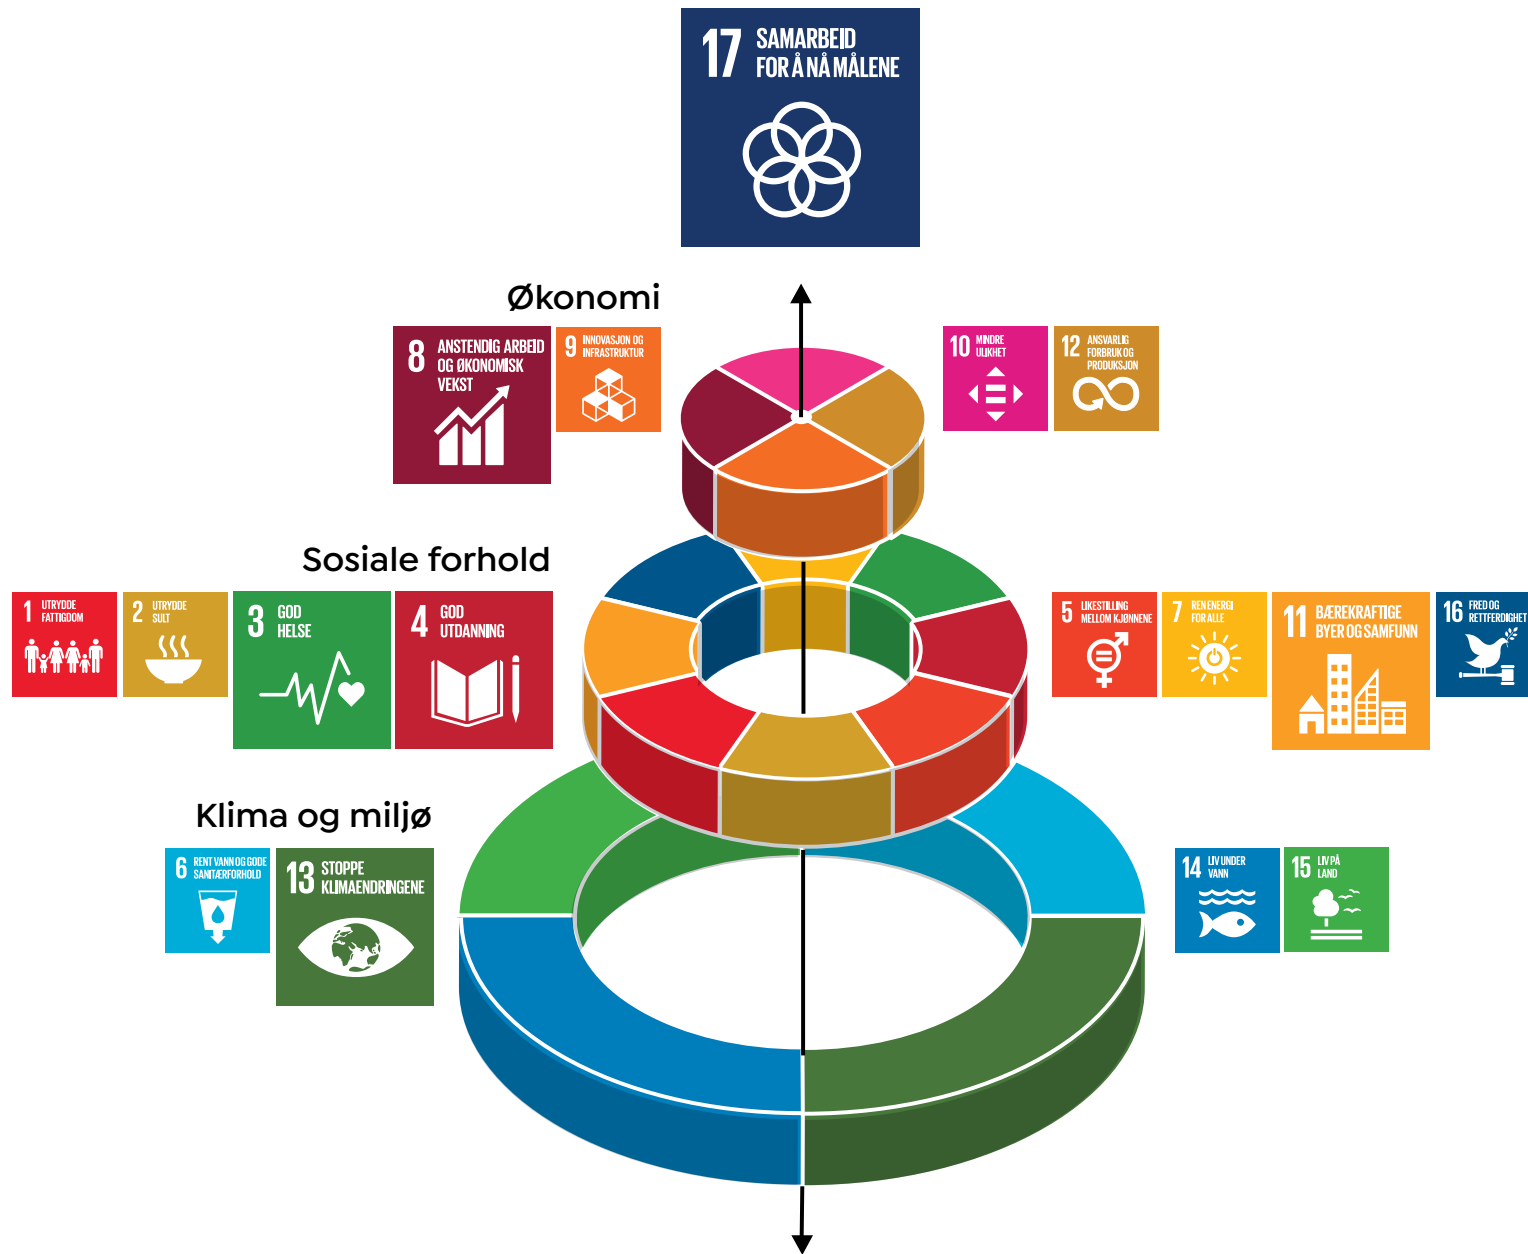 17 SAMARBEID
FOR Å NÅ MÅLENE
Økonomi
8 ANSTENDIG ARBEID
OG ØKONOMISK
VEKST
9 INNOVASJON OG
INFRASTRUKTUR
10 MINDRE
ULIKHET
12 ANSVARLIG
FORBRUK OG
PRODUKSJON
Sosiale forhold
1 UTRYDDE
FATTIGDOM
2 UTRYDDE
SULT
3 GOD
HELSE
4 GOD
UTDANNING
5 LIKESTILLING
MELLOM KJØNNENE
7 REN ENERGI
FOR ALLE
11 BÆREKRAFTIGE
BYER OG SAMFUNN
16 FRED OG
RETTFERDIGHET
Klima og miljø
6 RENT VANN OG GODE
SANITÆRFORHOLD
13 STOPPE
KLIMAENDRINGENE
14 LIV UNDER
VANN
15 LIV PÅ
LAND